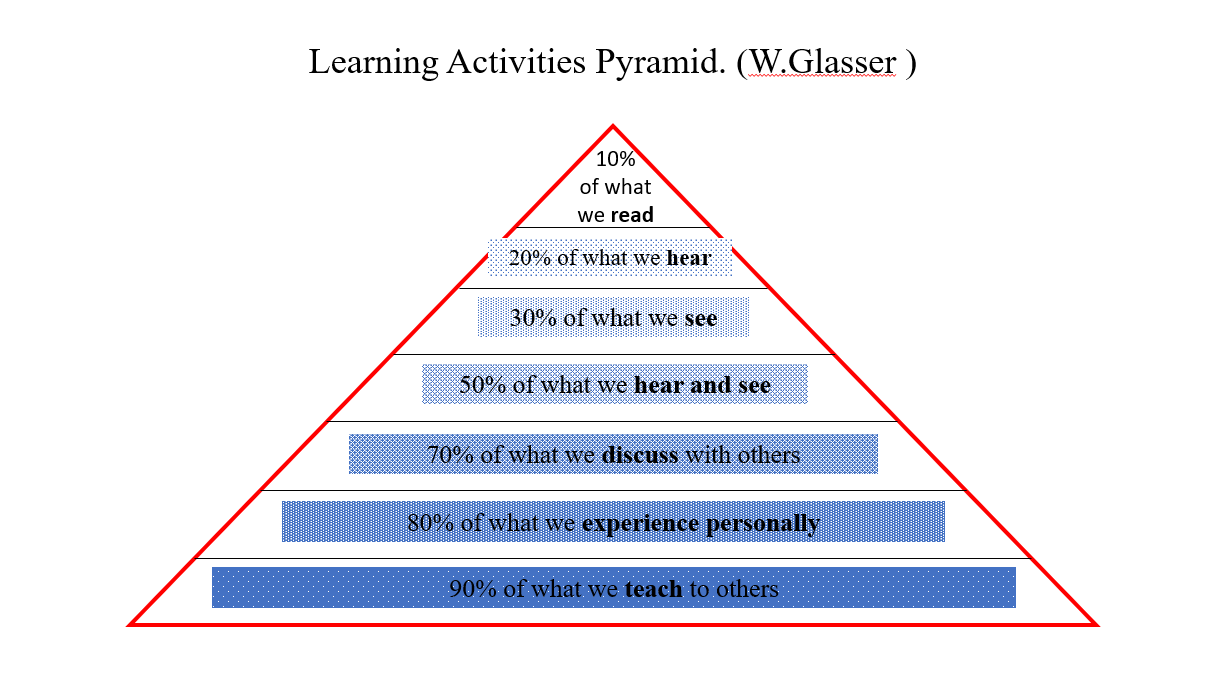 Learning Activities Pyramid. (W.Glasser )
10%
of what
we read
20% of what we hear
30% of what we see
50% of what we hear and see
70% of what we discuss with others
80% of what we experience personally
90% of what we teach to others